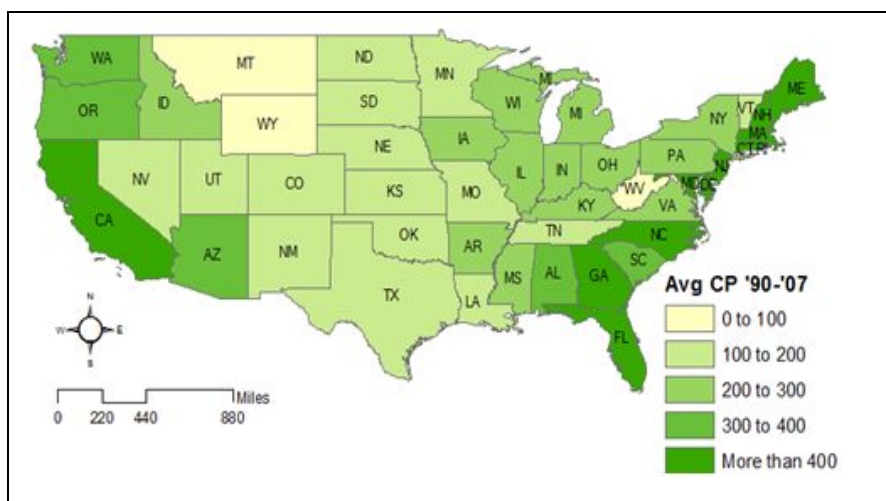 WA
MT
ND
MN
ME
VT
NH
MI
OR
ID
SD
WI
MI
NY
MA
CT RI
WY
NE
IA
PA
NJ
NV
UT
CO
IL
IN
OH
MD DE
WV
VA
CA
KS
MO
KY
AZ
NM
OK
AR
TN
NC
SC
MS
AL
GA
TX
LA
FL
Avg CP '90-'07
0 to 100
100 to 200
200 to 300
300 to 400
More than 400
N
W E
S
Miles
0 220 440 880